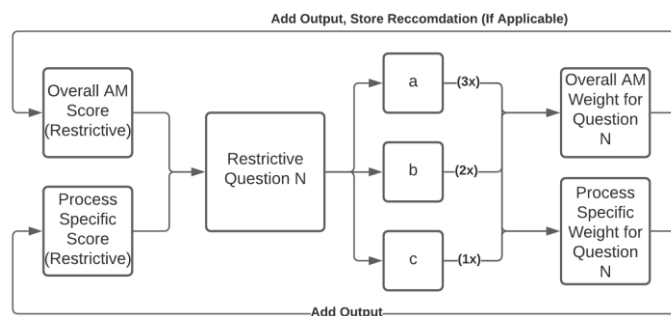 Add Output, Store Reccomdation (If Applicable)
Overall AM
Score
(Restrictive)
Process
Specific
Score
(Restrictive)
Restrictive
Question N
a
(3x)
b
(2x)
c
(1x)
Overall AM
Weight for
Question
N
Process
Specific
Weight for
Question
N
Add Output